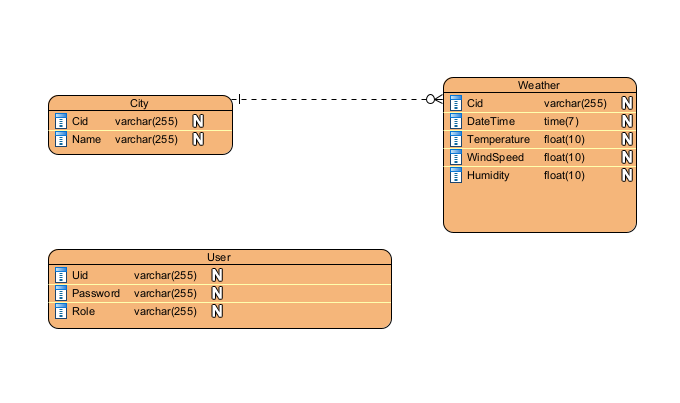 City
Cid varchar(255) N
Name varchar(255) N
Weather
Cid varchar(255) N
DateTime time(7) N
Temperature float(10) N
WindSpeed float(10) N
Humidity float(10) N
User
Uid varchar(255) N
Password varchar(255) N
Role varchar(255) N